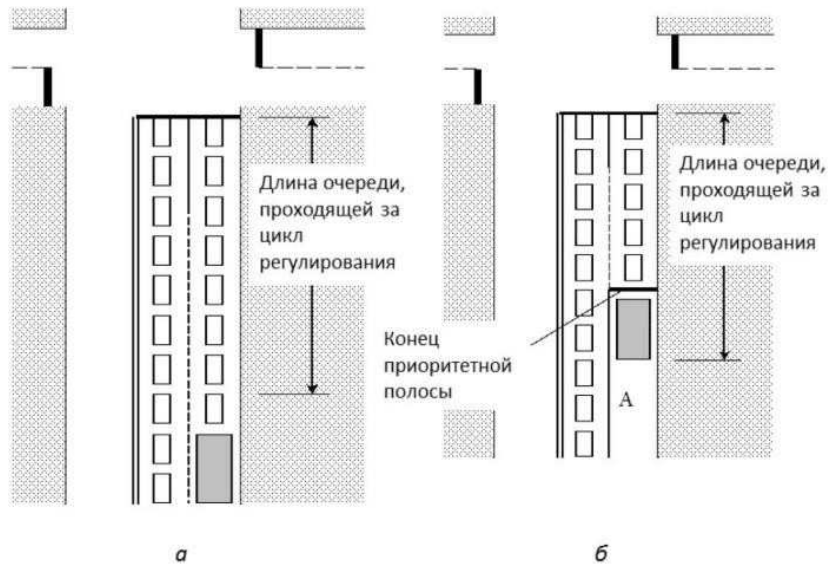 Длина очереди,
проходящей за
цикл
регулирования
Длина очереди,
проходящей за
цикл
регулирования
Конец
приоритетной
полосы
А
а
б